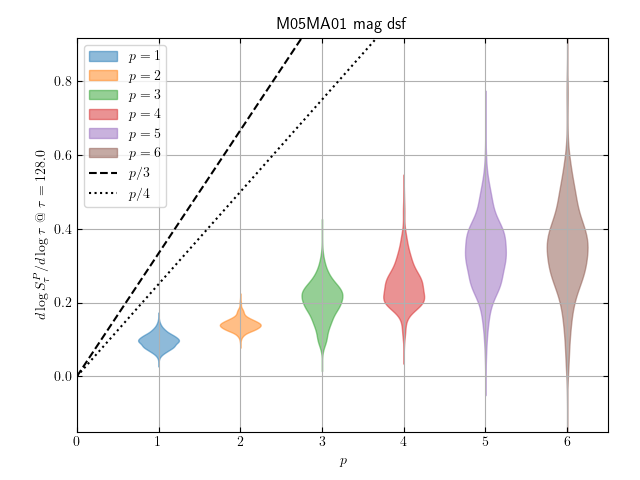 M05MA01 mag dsf
d log S_τ^P / d log τ @ τ = 128.0
0.8
0.6
0.4
0.2
0.0
p = 1
p = 2
p = 3
p = 4
p = 5
p = 6
p/3
p/4
0 1 2 3 4 5 6
p